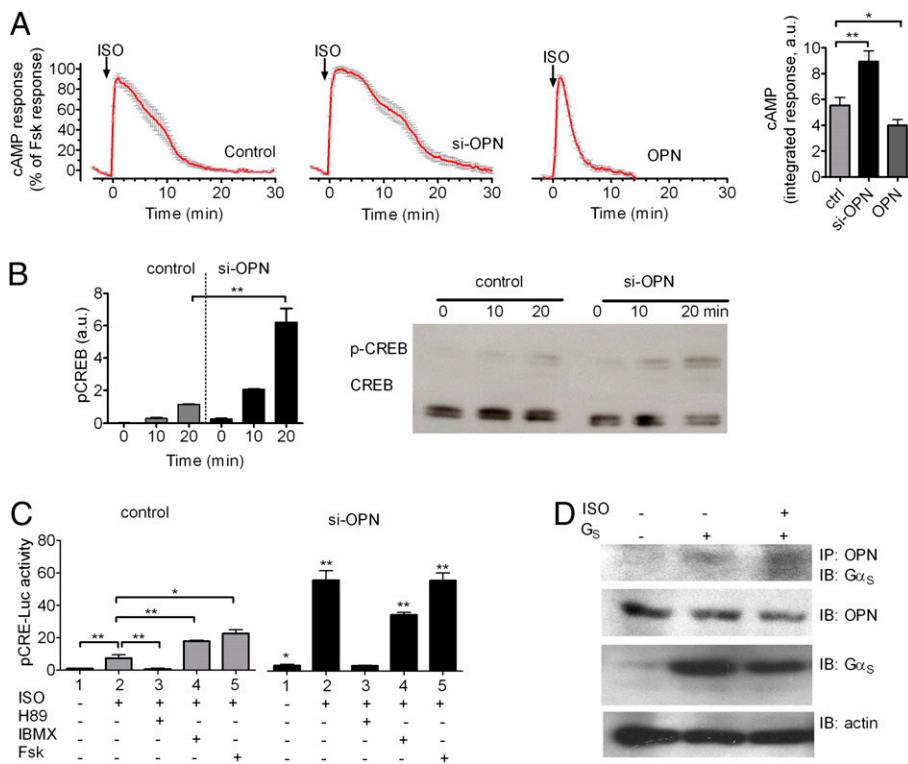 A
ISO
ISO
ISO
cAMP response
(% of Fsk response)
100
80
60
40
20
0
Control
si-OPN
OPN
0 10 20 30
0 10 20 30
0 10 20
Time (min)
Time (min)
Time (min)
cAMP
(integrated response, a.u.)
10
8
6
4
2
0
*
**
ctrl
si-OPN
OPN
B
control si-OPN
**
pCREB (a.u.)
8
6
4
2
0
0 10 20 0 10 20
Time (min)
control si-OPN
0 10 20 0 10 20 min
p-CREB
CREB
C
control
si-OPN
pCRE-Luc activity
80
60
40
20
0
** ** ** *
* ** ** **
1 2 3 4 5 1 2 3 4 5
ISO - + + + + - + + + +
H89 - - + - - - - + - -
IBMX - - - + - - - - + -
Fsk - - - - + - - - - +
D
ISO - - +
GS - + +
IP: OPN
IB: GαS
IB: OPN
IB: GαS
IB: actin